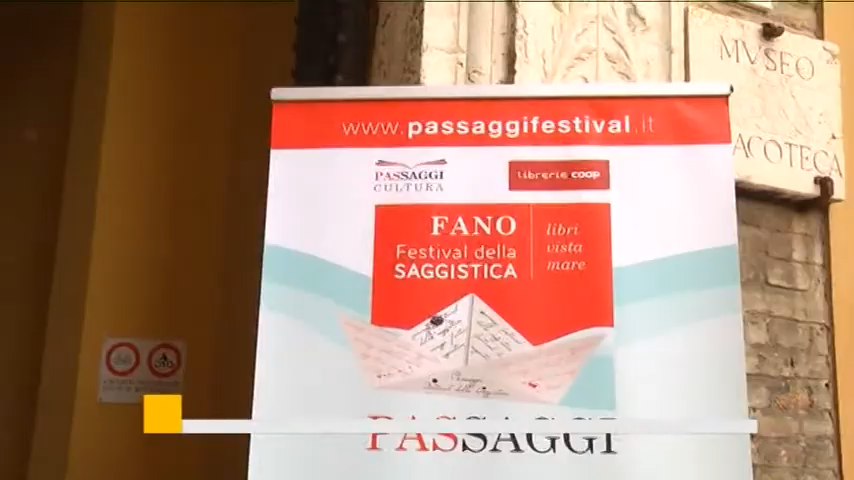 MVSEO
ACOTECA
www.passaggifestival.it
PASSAGGI
CULTURA
librerie.coop
FANO
Festival della
SAGGISTICA
libri
vista
mare
PASSAGGI